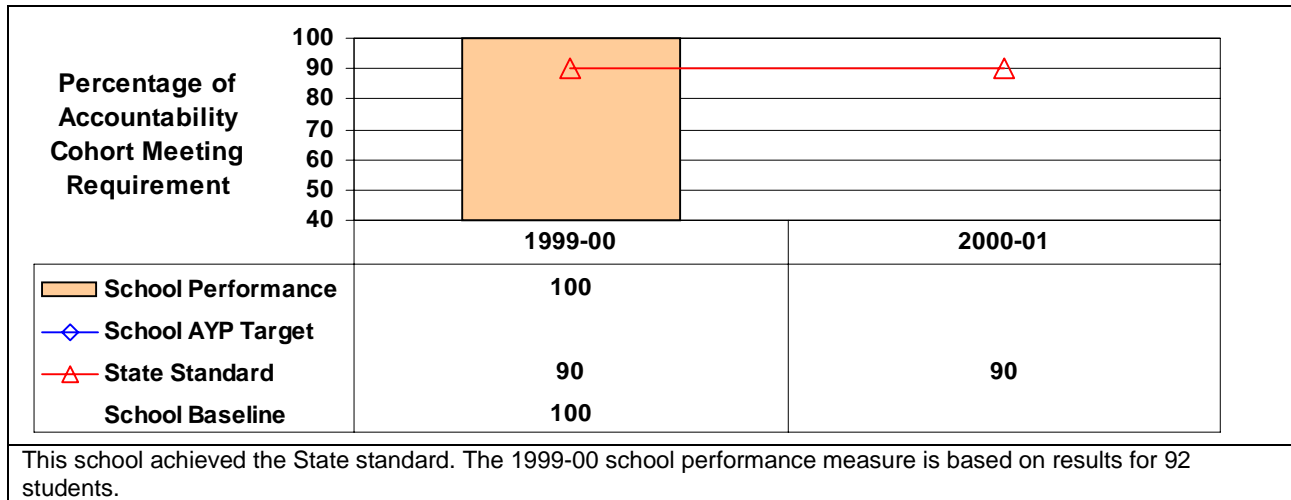 Percentage of
Accountability
Cohort Meeting
Requirement
100
90
80
70
60
50
40
1999-00 2000-01
School Performance 100
School AYP Target
State Standard 90 90
School Baseline 100
This school achieved the State standard. The 1999-00 school performance measure is based on results for 92
students.